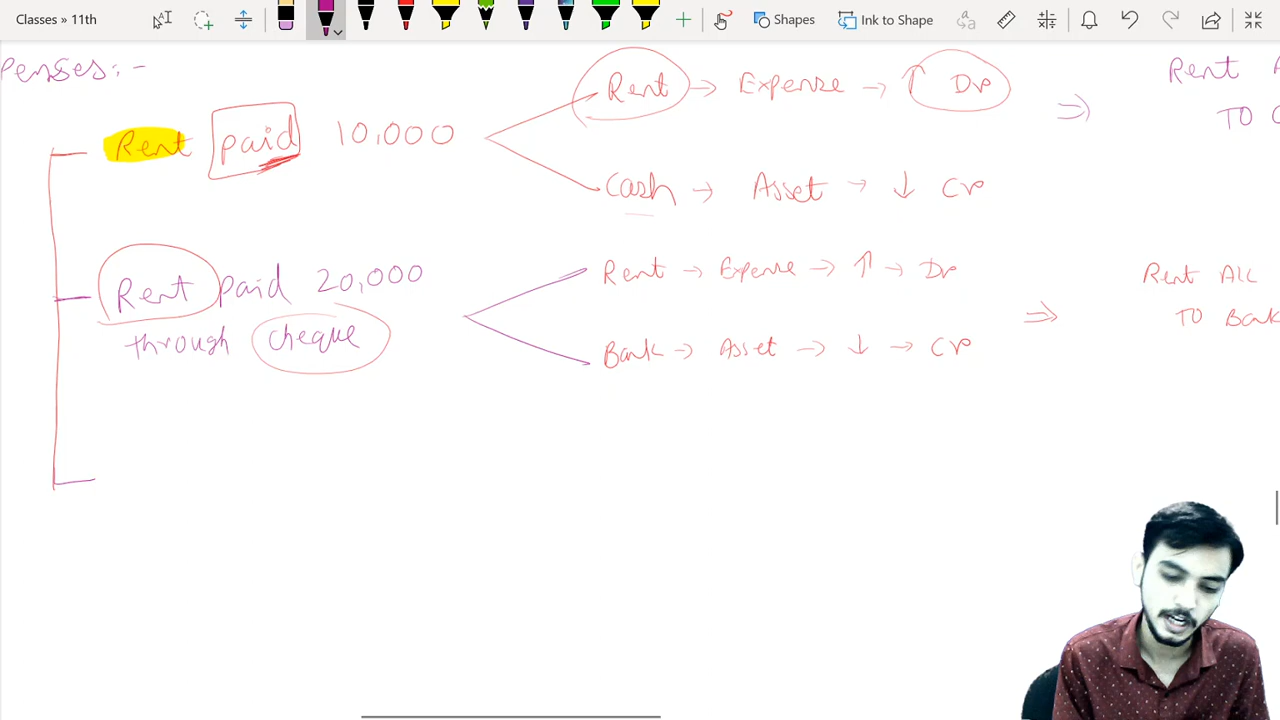 Classes » 11th
Shapes
Ink to Shape
penses:-
Rent paid 10,000
Rent → Expense → ↑ Dr
Cash → Asset → ↓ Cr
⇒ Rent A
TO C
Rent paid 20,000
through cheque
Rent → Expense → ↑ → Dr
Bank → Asset → ↓ → Cr
⇒ Rent A/c
TO Bank